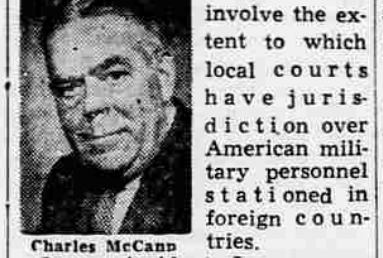 involve the ex-
tent to which
local courts
have juris-
diction over
American mili-
tary personnel
stationed in
foreign coun-
tries.
Charles McCann